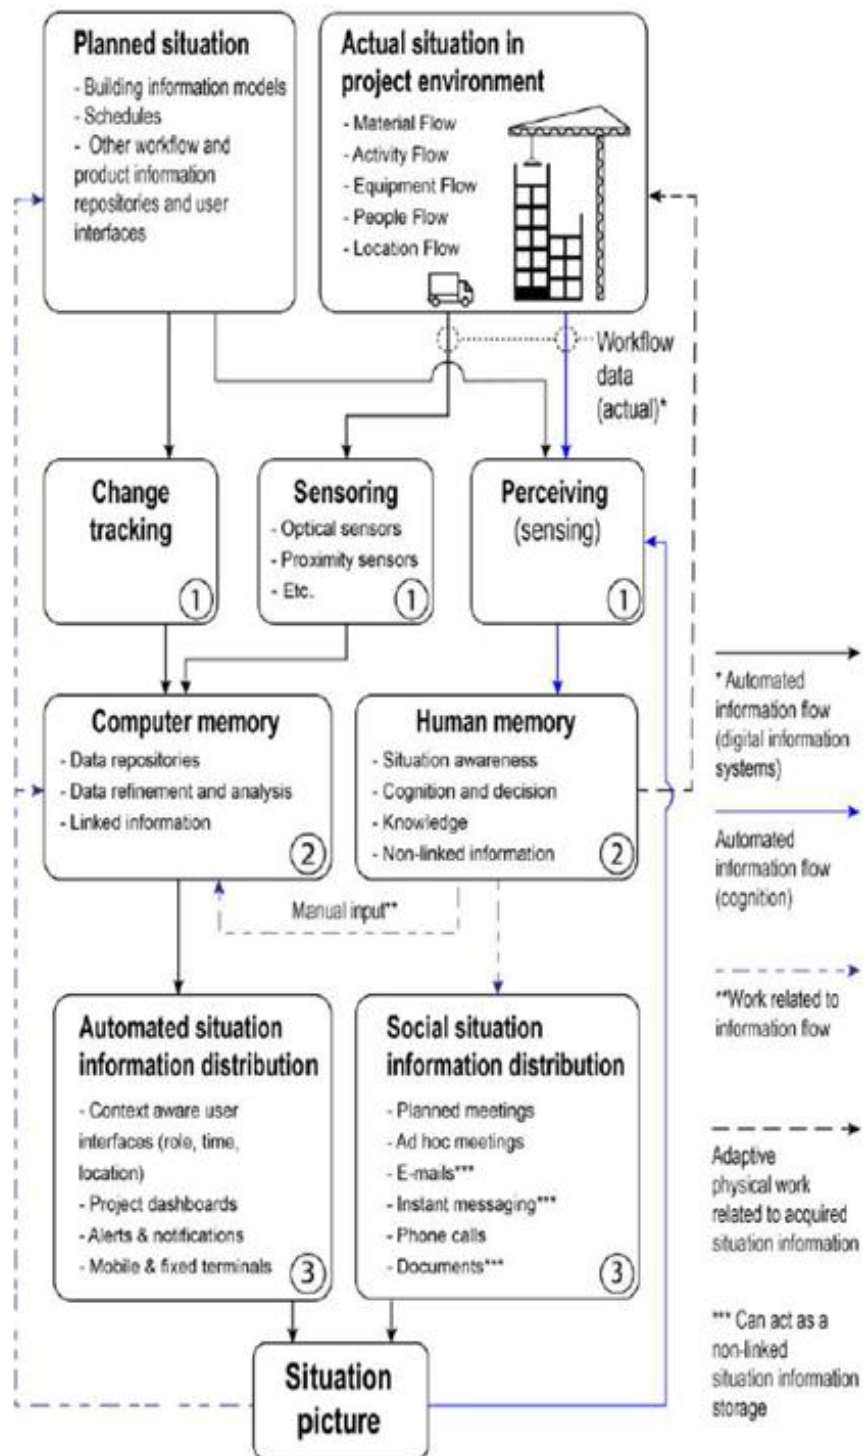 Planned situation
- Building information models
- Schedules
- Other workflow and
product information
repositories and user
interfaces
Actual situation in
project environment
- Material Flow
- Activity Flow
- Equipment Flow
- People Flow
- Location Flow
Workflow
data
(actual)*
Change
tracking
1
Sensoring
- Optical sensors
- Proximity sensors
- Etc.
1
Perceiving
(sensing)
1
Computer memory
- Data repositories
- Data refinement and analysis
- Linked information
2
Human memory
- Situation awareness
- Cognition and decision
- Knowledge
- Non-linked information
2
Manual input**
Automated situation
information distribution
- Context aware user
interfaces (role, time,
location)
- Project dashboards
- Alerts & notifications
- Mobile & fixed terminals
3
Social situation
information distribution
- Planned meetings
- Ad hoc meetings
- E-mails***
- Instant messaging***
- Phone calls
- Documents***
3
Situation
picture
* Automated
information flow
(digital information
systems)
Automated
information flow
(cognition)
**Work related to
information flow
Adaptive
physical work
related to acquired
situation information
*** Can act as a
non-linked
situation information
storage